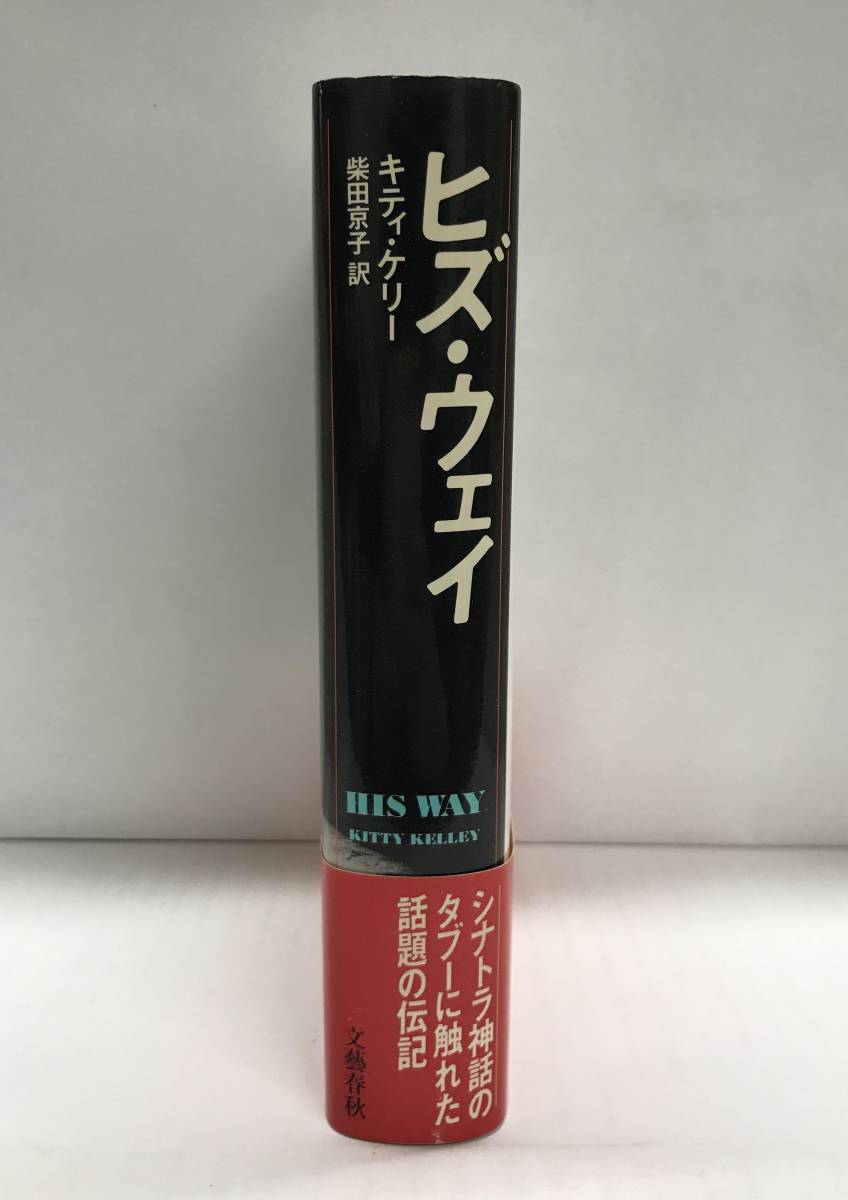 ヒズ・ウェイ
キティ・ケリー
柴田京子 訳
HIS WAY
KITTY KELLEY
シナトラ神話の
タブーに触れた
話題の伝記
文藝春秋